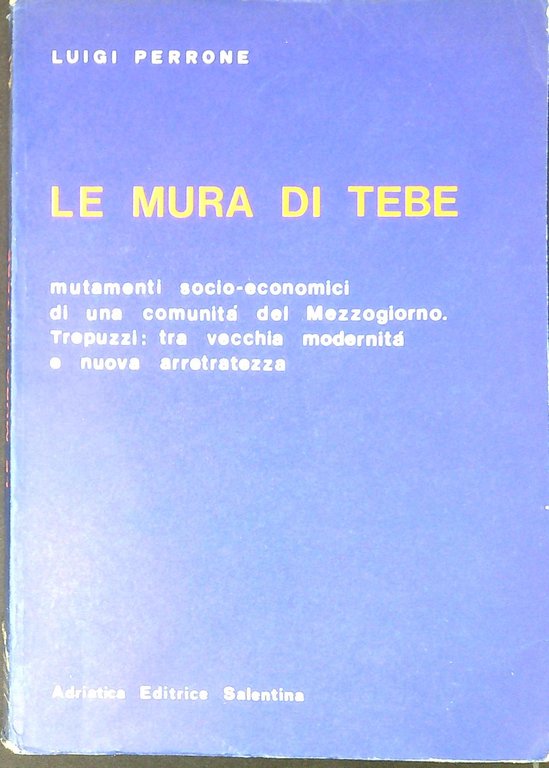 LUIGI PERRONE
LE MURA DI TEBE
mutamenti socio-economici
di una comunitá del Mezzogiorno.
Trepuzzi: tra vecchia modernitá
e nuova arretratezza
Adriatica Editrice Salentina